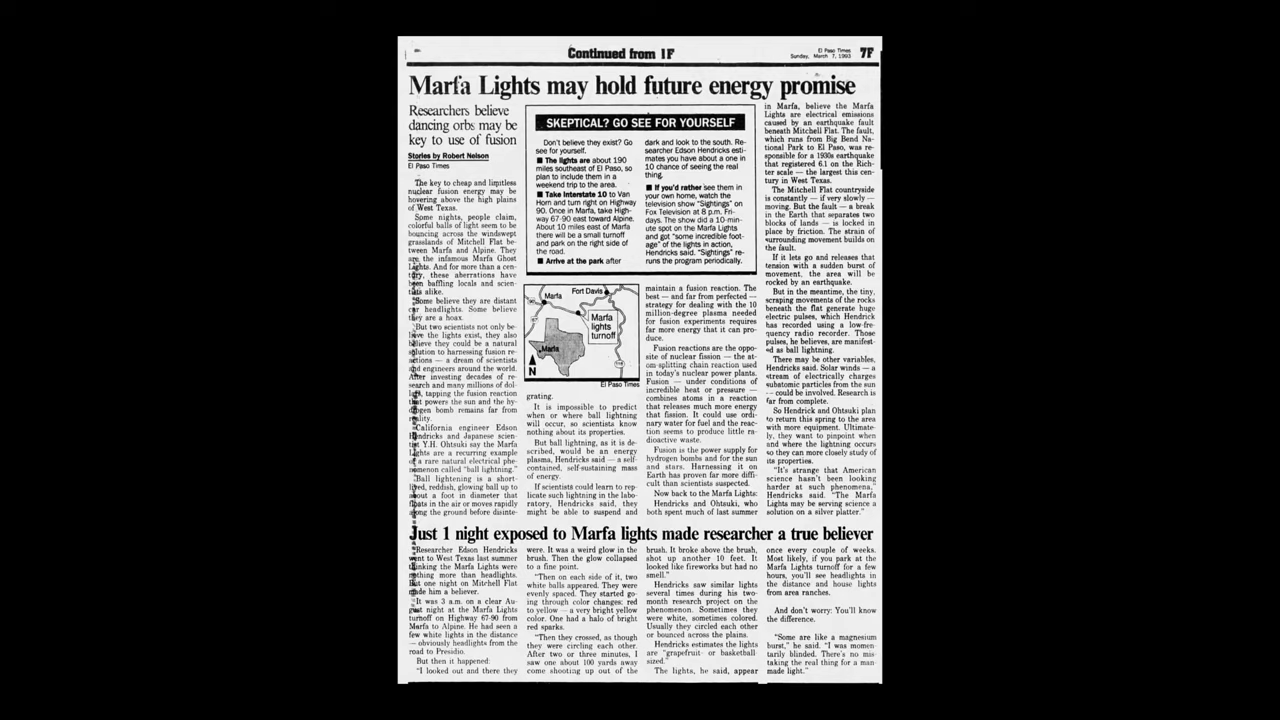 Continued from 1F
El Paso Times
Sunday, March 7, 1993
7F
Marfa Lights may hold future energy promise
Researchers believe
dancing orbs may be
key to use of fusion
Stories by Robert Nelson
El Paso Times
The key to cheap and limitless
nuclear fusion energy may be
hovering above the high plains
of West Texas.
Some nights, people claim,
colorful balls of light seem to be
bouncing across the windswept
grasslands of Mitchell Flat be-
tween Marfa and Alpine. They
are the infamous Marfa Ghost
Lights. And for more than a cen-
tury, these aberrations have
been baffling locals and scien-
tists alike.
Some believe they are distant
car headlights. Some believe
they are a hoax.
But two scientists not only be-
lieve the lights exist, they also
believe they could be a natural
solution to harnessing fusion re-
actions — a dream of scientists
and engineers around the world.
After investing decades of re-
search and many millions of dol-
lars, tapping the fusion reaction
that powers the sun and the hy-
drogen bomb remains far from
reality.
California engineer Edson
Hendricks and Japanese scien-
tist Y.H. Ohtsuki say the Marfa
Lights are a recurring example
of a rare natural electrical phe-
nomenon called "ball lightning."
Ball lightening is a short-
lived, reddish, glowing ball up to
about a foot in diameter that
floats in the air or moves rapidly
along the ground before disinte-
SKEPTICAL? GO SEE FOR YOURSELF
Don't believe they exist? Go
see for yourself.
■ The lights are about 190
miles southeast of El Paso, so
plan to include them in a
weekend trip to the area.
■ Take Interstate 10 to Van
Horn and turn right on Highway
90. Once in Marfa, take High-
way 67-90 east toward Alpine.
About 10 miles east of Marfa
there will be a small turnoff
and park on the right side of
the road.
■ Arrive at the park after
dark and look to the south. Re-
searcher Edson Hendricks esti-
mates you have about a one in
10 chance of seeing the real
thing.
■ If you'd rather see them in
your own home, watch the
television show "Sightings" on
Fox Television at 8 p.m. Fri-
days. The show did a 10-min-
ute spot on the Marfa Lights
and got "some incredible foot-
age" of the lights in action,
Hendricks said. "Sightings" re-
runs the program periodically.
Marfa
Fort Davis
Marfa
lights
turnoff
Marfa
N
El Paso Times
grating.
It is impossible to predict
when or where ball lightning
will occur, so scientists know
nothing about its properties.
But ball lightning, as it is de-
scribed, would be an energy
plasma, Hendricks said — a self-
contained, self-sustaining mass
of energy.
If scientists could learn to rep-
licate such lightning in the labo-
ratory, Hendricks said, they
might be able to suspend and
maintain a fusion reaction. The
best — and far from perfected —
strategy for dealing with the 10
million-degree plasma needed
for fusion experiments requires
far more energy that it can pro-
duce.
Fusion reactions are the oppo-
site of nuclear fission — the at-
om-splitting chain reaction used
in today's nuclear power plants.
Fusion — under conditions of
incredible heat or pressure —
combines atoms in a reaction
that releases much more energy
that fission. It could use ordi-
nary water for fuel and the reac-
tion seems to produce little ra-
dioactive waste.
Fusion is the power supply for
hydrogen bombs and for the sun
and stars. Harnessing it on
Earth has proven far more diffi-
cult than scientists suspected.
Now back to the Marfa Lights:
Hendricks and Ohtsuki, who
both spent much of last summer
in Marfa, believe the Marfa
Lights are electrical emissions
caused by an earthquake fault
beneath Mitchell Flat. The fault,
which runs from Big Bend Na-
tional Park to El Paso, was re-
sponsible for a 1930s earthquake
that registered 6.1 on the Rich-
ter scale — the largest this cen-
tury in West Texas.
The Mitchell Flat countryside
is constantly — if very slowly —
moving. But the fault — a break
in the Earth that separates two
blocks of lands — is locked in
place by friction. The strain of
surrounding movement builds on
the fault.
If it lets go and releases that
tension with a sudden burst of
movement, the area will be
rocked by an earthquake.
But in the meantime, the tiny,
scraping movements of the rocks
beneath the flat generate huge
electric pulses, which Hendrick
has recorded using a low-fre-
quency radio recorder. Those
pulses, he believes, are manifest-
ed as ball lightning.
There may be other variables,
Hendricks said. Solar winds — a
stream of electrically charges
subatomic particles from the sun
— could be involved. Research is
far from complete.
So Hendrick and Ohtsuki plan
to return this spring to the area
with more equipment. Ultimate-
ly, they want to pinpoint when
and where the lightning occurs
so they can more closely study of
its properties.
"It's strange that American
science hasn't been looking
harder at such phenomena,"
Hendricks said. "The Marfa
Lights may be serving science a
solution on a silver platter."
Just 1 night exposed to Marfa lights made researcher a true believer
Researcher Edson Hendricks
went to West Texas last summer
thinking the Marfa Lights were
nothing more than headlights.
But one night on Mitchell Flat
made him a believer.
It was 3 a.m. on a clear Au-
gust night at the Marfa Lights
turnoff on Highway 67-90 from
Marfa to Alpine. He had seen a
few white lights in the distance
— obviously headlights from the
road to Presidio.
But then it happened:
"I looked out and there they
were. It was a weird glow in the
brush. Then the glow collapsed
to a fine point.
"Then on each side of it, two
white balls appeared. They were
evenly spaced. They started go-
ing through color changes: red
to yellow — a very bright yellow
color. One had a halo of bright
red sparks.
"Then they crossed, as though
they were circling each other.
After two or three minutes, I
saw one about 100 yards away
come shooting up out of the
brush. It broke above the brush,
shot up another 10 feet. It
looked like fireworks but had no
smell."
Hendricks saw similar lights
several times during his two-
month research project on the
phenomenon. Sometimes they
were white, sometimes colored.
Usually they circled each other
or bounced across the plains.
Hendricks estimates the lights
are "grapefruit- or basketball-
sized."
The lights, he said, appear
once every couple of weeks.
Most likely, if you park at the
Marfa Lights turnoff for a few
hours, you'll see headlights in
the distance and house lights
from area ranches.
And don't worry: You'll know
the difference.
"Some are like a magnesium
burst," he said. "I was momen-
tarily blinded. There's no mis-
taking the real thing for a man-
made light."